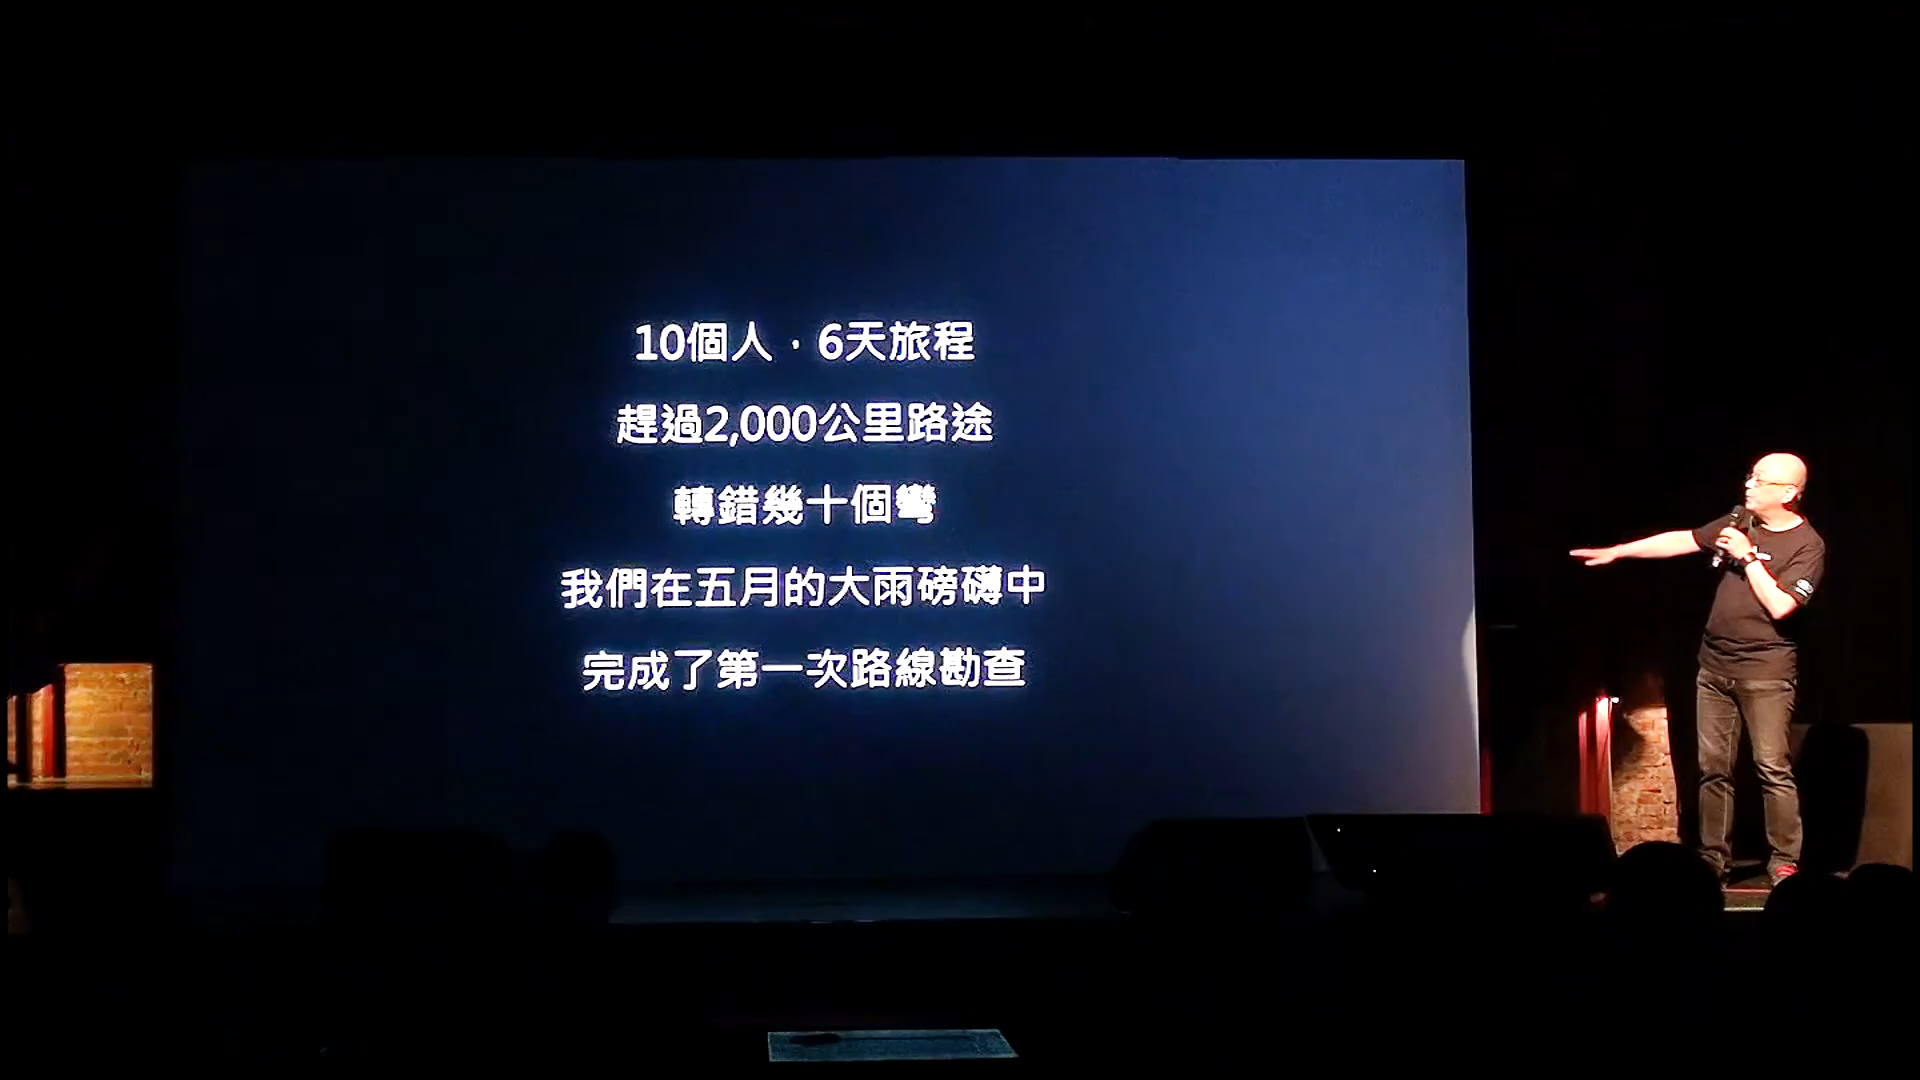 10個人・6天旅程
趕過2,000公里路途
轉錯幾十個彎
我們在五月的大雨磅礴中
完成了第一次路線勘查